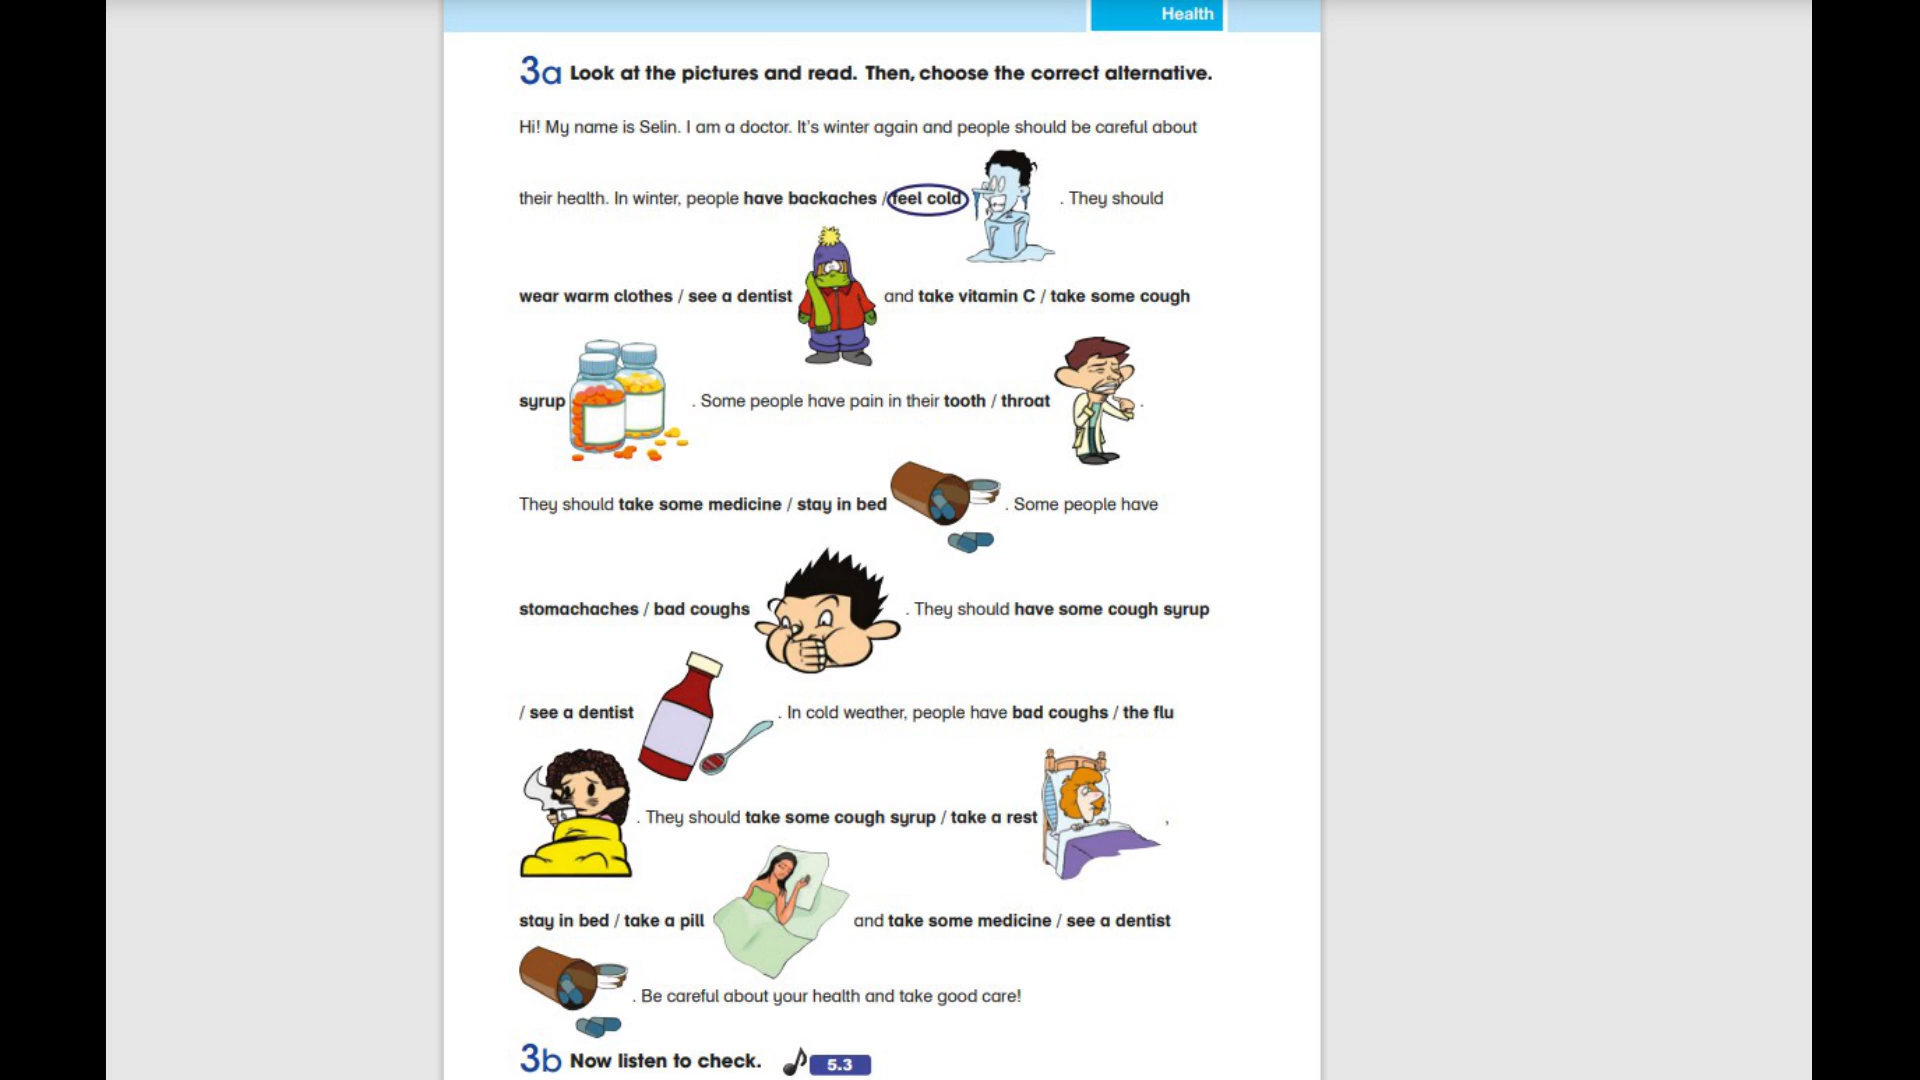 Health
3a Look at the pictures and read. Then, choose the correct alternative.
Hi! My name is Selin. I am a doctor. It's winter again and people should be careful about
their health. In winter, people have backaches / feel cold . They should
wear warm clothes / see a dentist and take vitamin C / take some cough
syrup . Some people have pain in their tooth / throat .
They should take some medicine / stay in bed . Some people have
stomachaches / bad coughs . They should have some cough syrup
/ see a dentist . In cold weather, people have bad coughs / the flu
. They should take some cough syrup / take a rest ,
stay in bed / take a pill and take some medicine / see a dentist
. Be careful about your health and take good care!
3b Now listen to check. 5.3